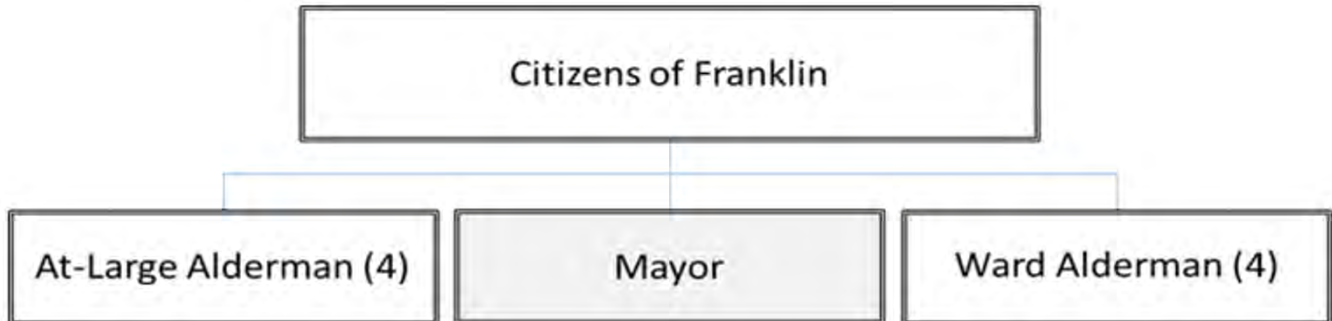 Citizens of Franklin
At-Large Alderman (4)
Mayor
Ward Alderman (4)